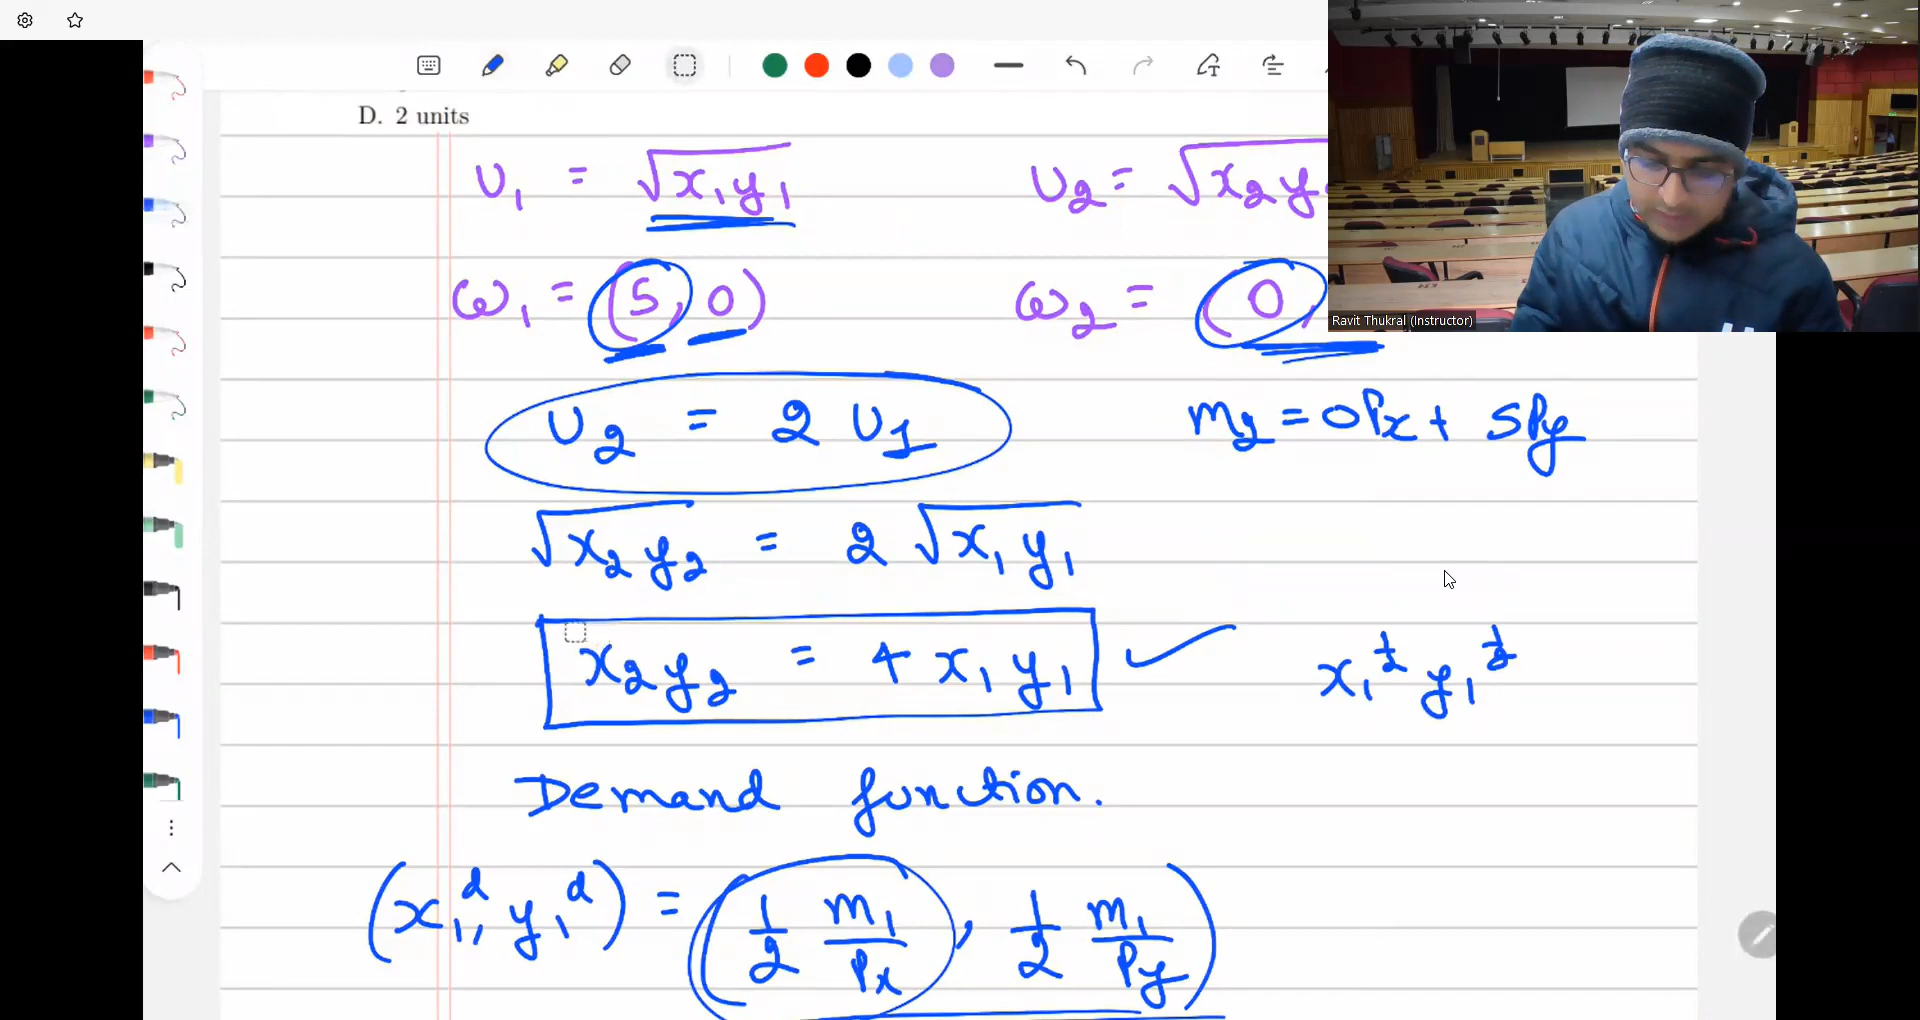 D. 2 units
U₁ = √x₁y₁
U₂ = √x₂y
ω₁ = (5, 0)
ω₂ = (0,
Ravit Thukral (Instructor)
U₂ = 2 U₁
m₂ = 0Px + 5Py
√x₂y₂ = 2 √x₁y₁
x₂y₂ = 4 x₁y₁
x₁^½ y₁^½
Demand function.
(x₁ᵈ, y₁ᵈ) = (½ m₁/Px, ½ m₁/Py)